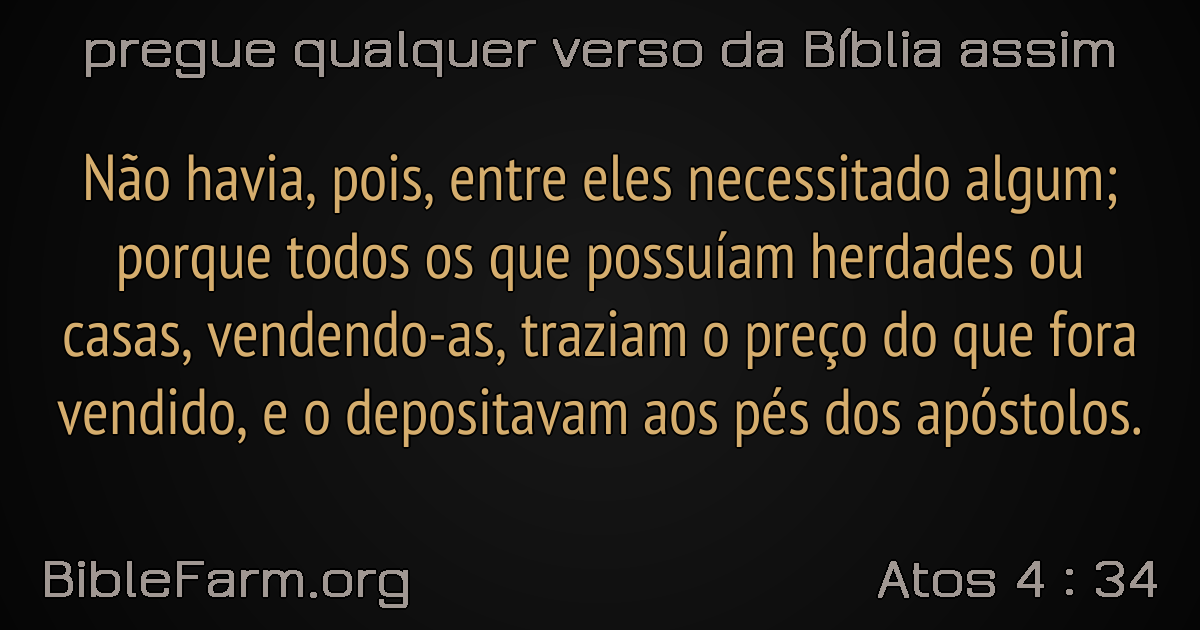 pregue qualquer verso da Bíblia assim
Não havia, pois, entre eles necessitado algum;
porque todos os que possuíam herdades ou
casas, vendendo-as, traziam o preço do que fora
vendido, e o depositavam aos pés dos apóstolos.
BibleFarm.org
Atos 4 : 34